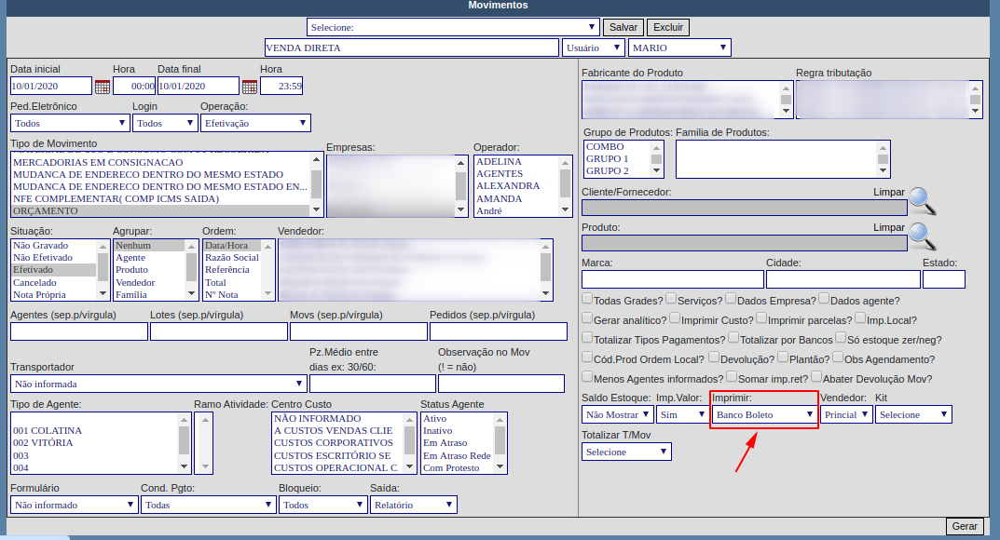 Movimentos
Selecione: Salvar Excluir
VENDA DIRETA Usuário MARIO
Data inicial Hora Data final Hora
10/01/2020 00:00 10/01/2020 23:59
Ped.Eletrônico Login Operação:
Todos Todos Efetivação
Tipo de Movimento
MERCADORIAS EM CONSIGNACAO
MUDANCA DE ENDERECO DENTRO DO MESMO ESTADO
MUDANCA DE ENDERECO DENTRO DO MESMO ESTADO EN...
NFE COMPLEMENTAR( COMP ICMS SAIDA)
ORÇAMENTO
Empresas:
Operador:
ADELINA
AGENTES
ALEXANDRA
AMANDA
André
Situação:
Não Gravado
Não Efetivado
Efetivado
Cancelado
Nota Própria
Agrupar:
Nenhum
Agente
Produto
Vendedor
Família
Ordem:
Data/Hora
Razão Social
Referência
Total
Nº Nota
Vendedor:
Agentes (sep.p/vírgula) Lotes (sep.p/vírgula) Movs (sep.p/vírgula) Pedidos (sep.p/vírgula)
Transportador
Não informada
Pz.Médio entre
dias ex: 30/60:
Observação no Mov
(! = não)
Tipo de Agente:
001 COLATINA
002 VITÓRIA
003
004
Ramo Atividade:
Centro Custo
NÃO INFORMADO
A CUSTOS VENDAS CLIE
CUSTOS CORPORATIVOS
CUSTOS ESCRITÓRIO SE
CUSTOS OPERACIONAL C
Status Agente
Ativo
Inativo
Em Atraso
Em Atraso Rede
Com Protesto
Formulário Cond. Pgto: Bloqueio: Saída:
Não informado Todas Todos Relatório
Fabricante do Produto Regra tributação
Grupo de Produtos: Familia de Produtos:
COMBO
GRUPO 1
GRUPO 2
Cliente/Fornecedor: Limpar
Produto: Limpar
Marca: Cidade: Estado:
Todas Grades? Serviços? Dados Empresa? Dados agente?
Gerar analítico? Imprimir Custo? Imprimir parcelas? Imp.Local?
Totalizar Tipos Pagamentos? Totalizar por Bancos Só estoque zer/neg?
Cód.Prod Ordem Local? Devolução? Plantão? Obs Agendamento?
Menos Agentes informados? Somar imp.ret? Abater Devolução Mov?
Saldo Estoque: Imp.Valor: Imprimir: Vendedor: Kit
Não Mostrar Sim Banco Boleto Princial Selecione
Totalizar T/Mov
Selecione
Gerar